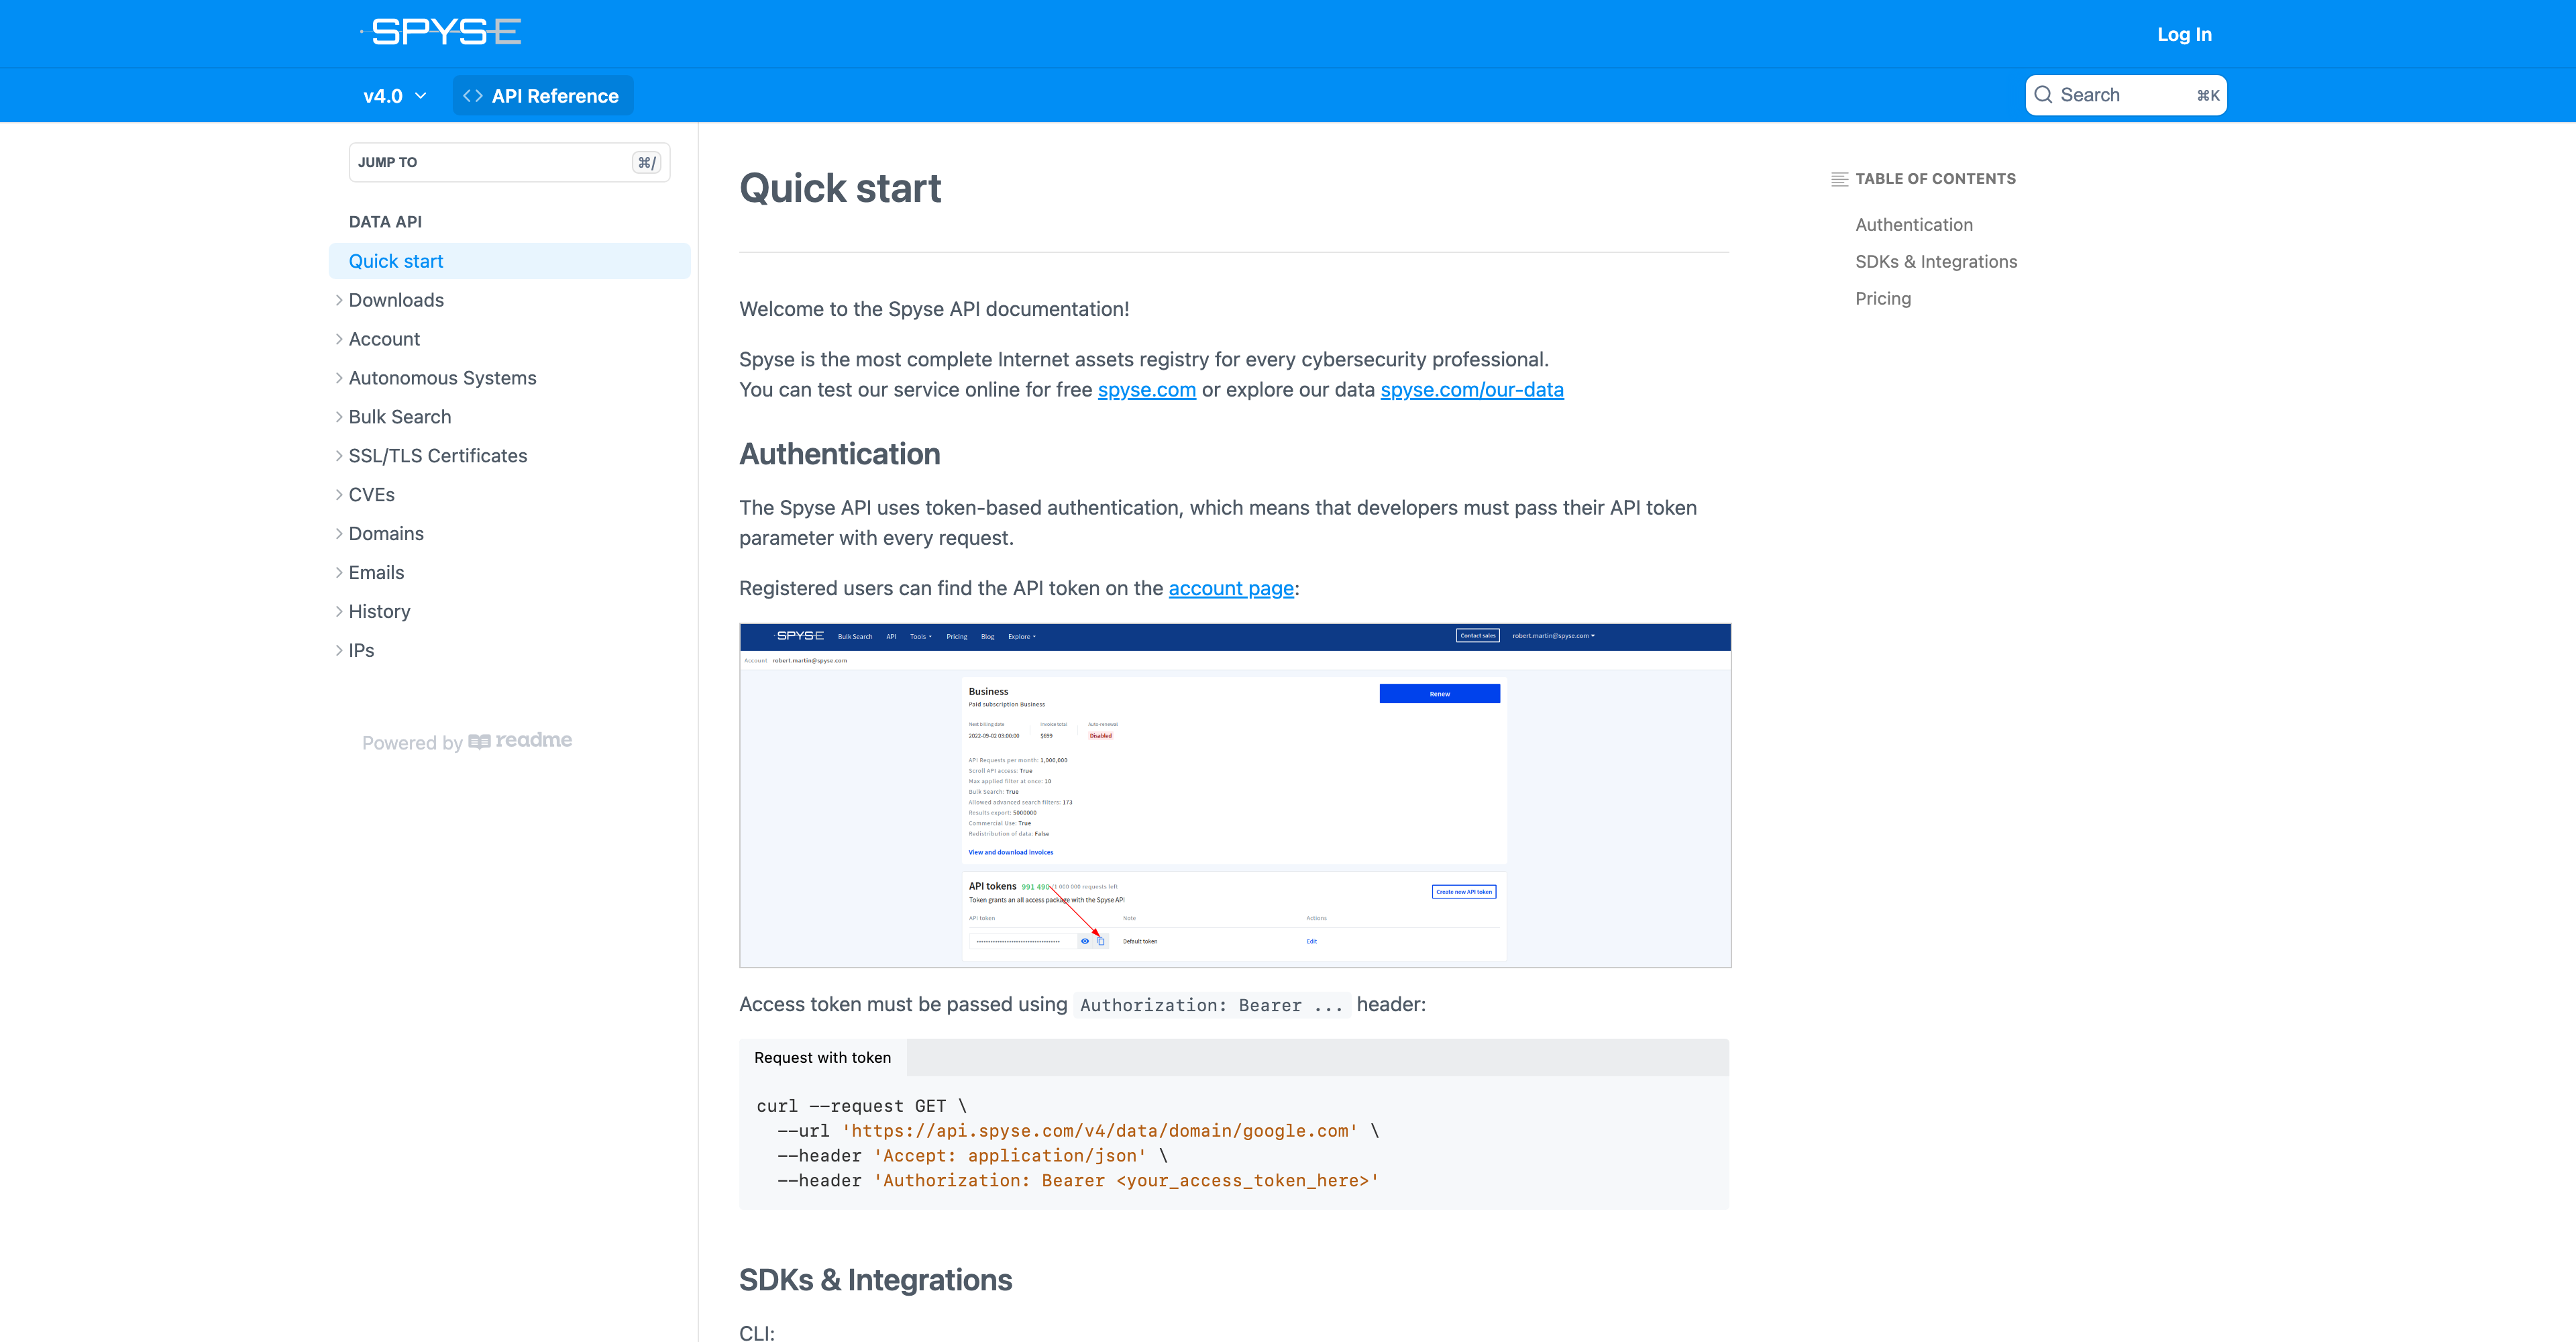 SPYSE
Log In
v4.0
API Reference
Search
⌘K
JUMP TO
⌘/
DATA API
Quick start
Downloads
Account
Autonomous Systems
Bulk Search
SSL/TLS Certificates
CVEs
Domains
Emails
History
IPs
Powered by readme
Quick start
Welcome to the Spyse API documentation!
Spyse is the most complete Internet assets registry for every cybersecurity professional.
You can test our service online for free spyse.com or explore our data spyse.com/our-data
Authentication
The Spyse API uses token-based authentication, which means that developers must pass their API token
parameter with every request.
Registered users can find the API token on the account page:
SPYSE Bulk Search API Tools Pricing Blog Explore Contact sales robert.martin@spyse.com
Account robert.martin@spyse.com
Business
Renew
Paid subscription Business
Next billing date Invoice total Auto-renewal
2022-09-02 03:00:00 $699 Disabled
API Requests per month: 1,000,000
Scroll API access: True
Max applied filter at once: 10
Bulk Search: True
Allowed advanced search filters: 173
Results export: 5000000
Commercial Use: True
Redistribution of data: False
View and download invoices
API tokens 991 490 /1 000 000 requests left
Create new API token
Token grants an all access package with the Spyse API
API token Note Actions
Default token Edit
Access token must be passed using Authorization: Bearer ... header:
Request with token
curl --request GET \
--url 'https://api.spyse.com/v4/data/domain/google.com' \
--header 'Accept: application/json' \
--header 'Authorization: Bearer <your_access_token_here>'
SDKs & Integrations
CLI:
TABLE OF CONTENTS
Authentication
SDKs & Integrations
Pricing